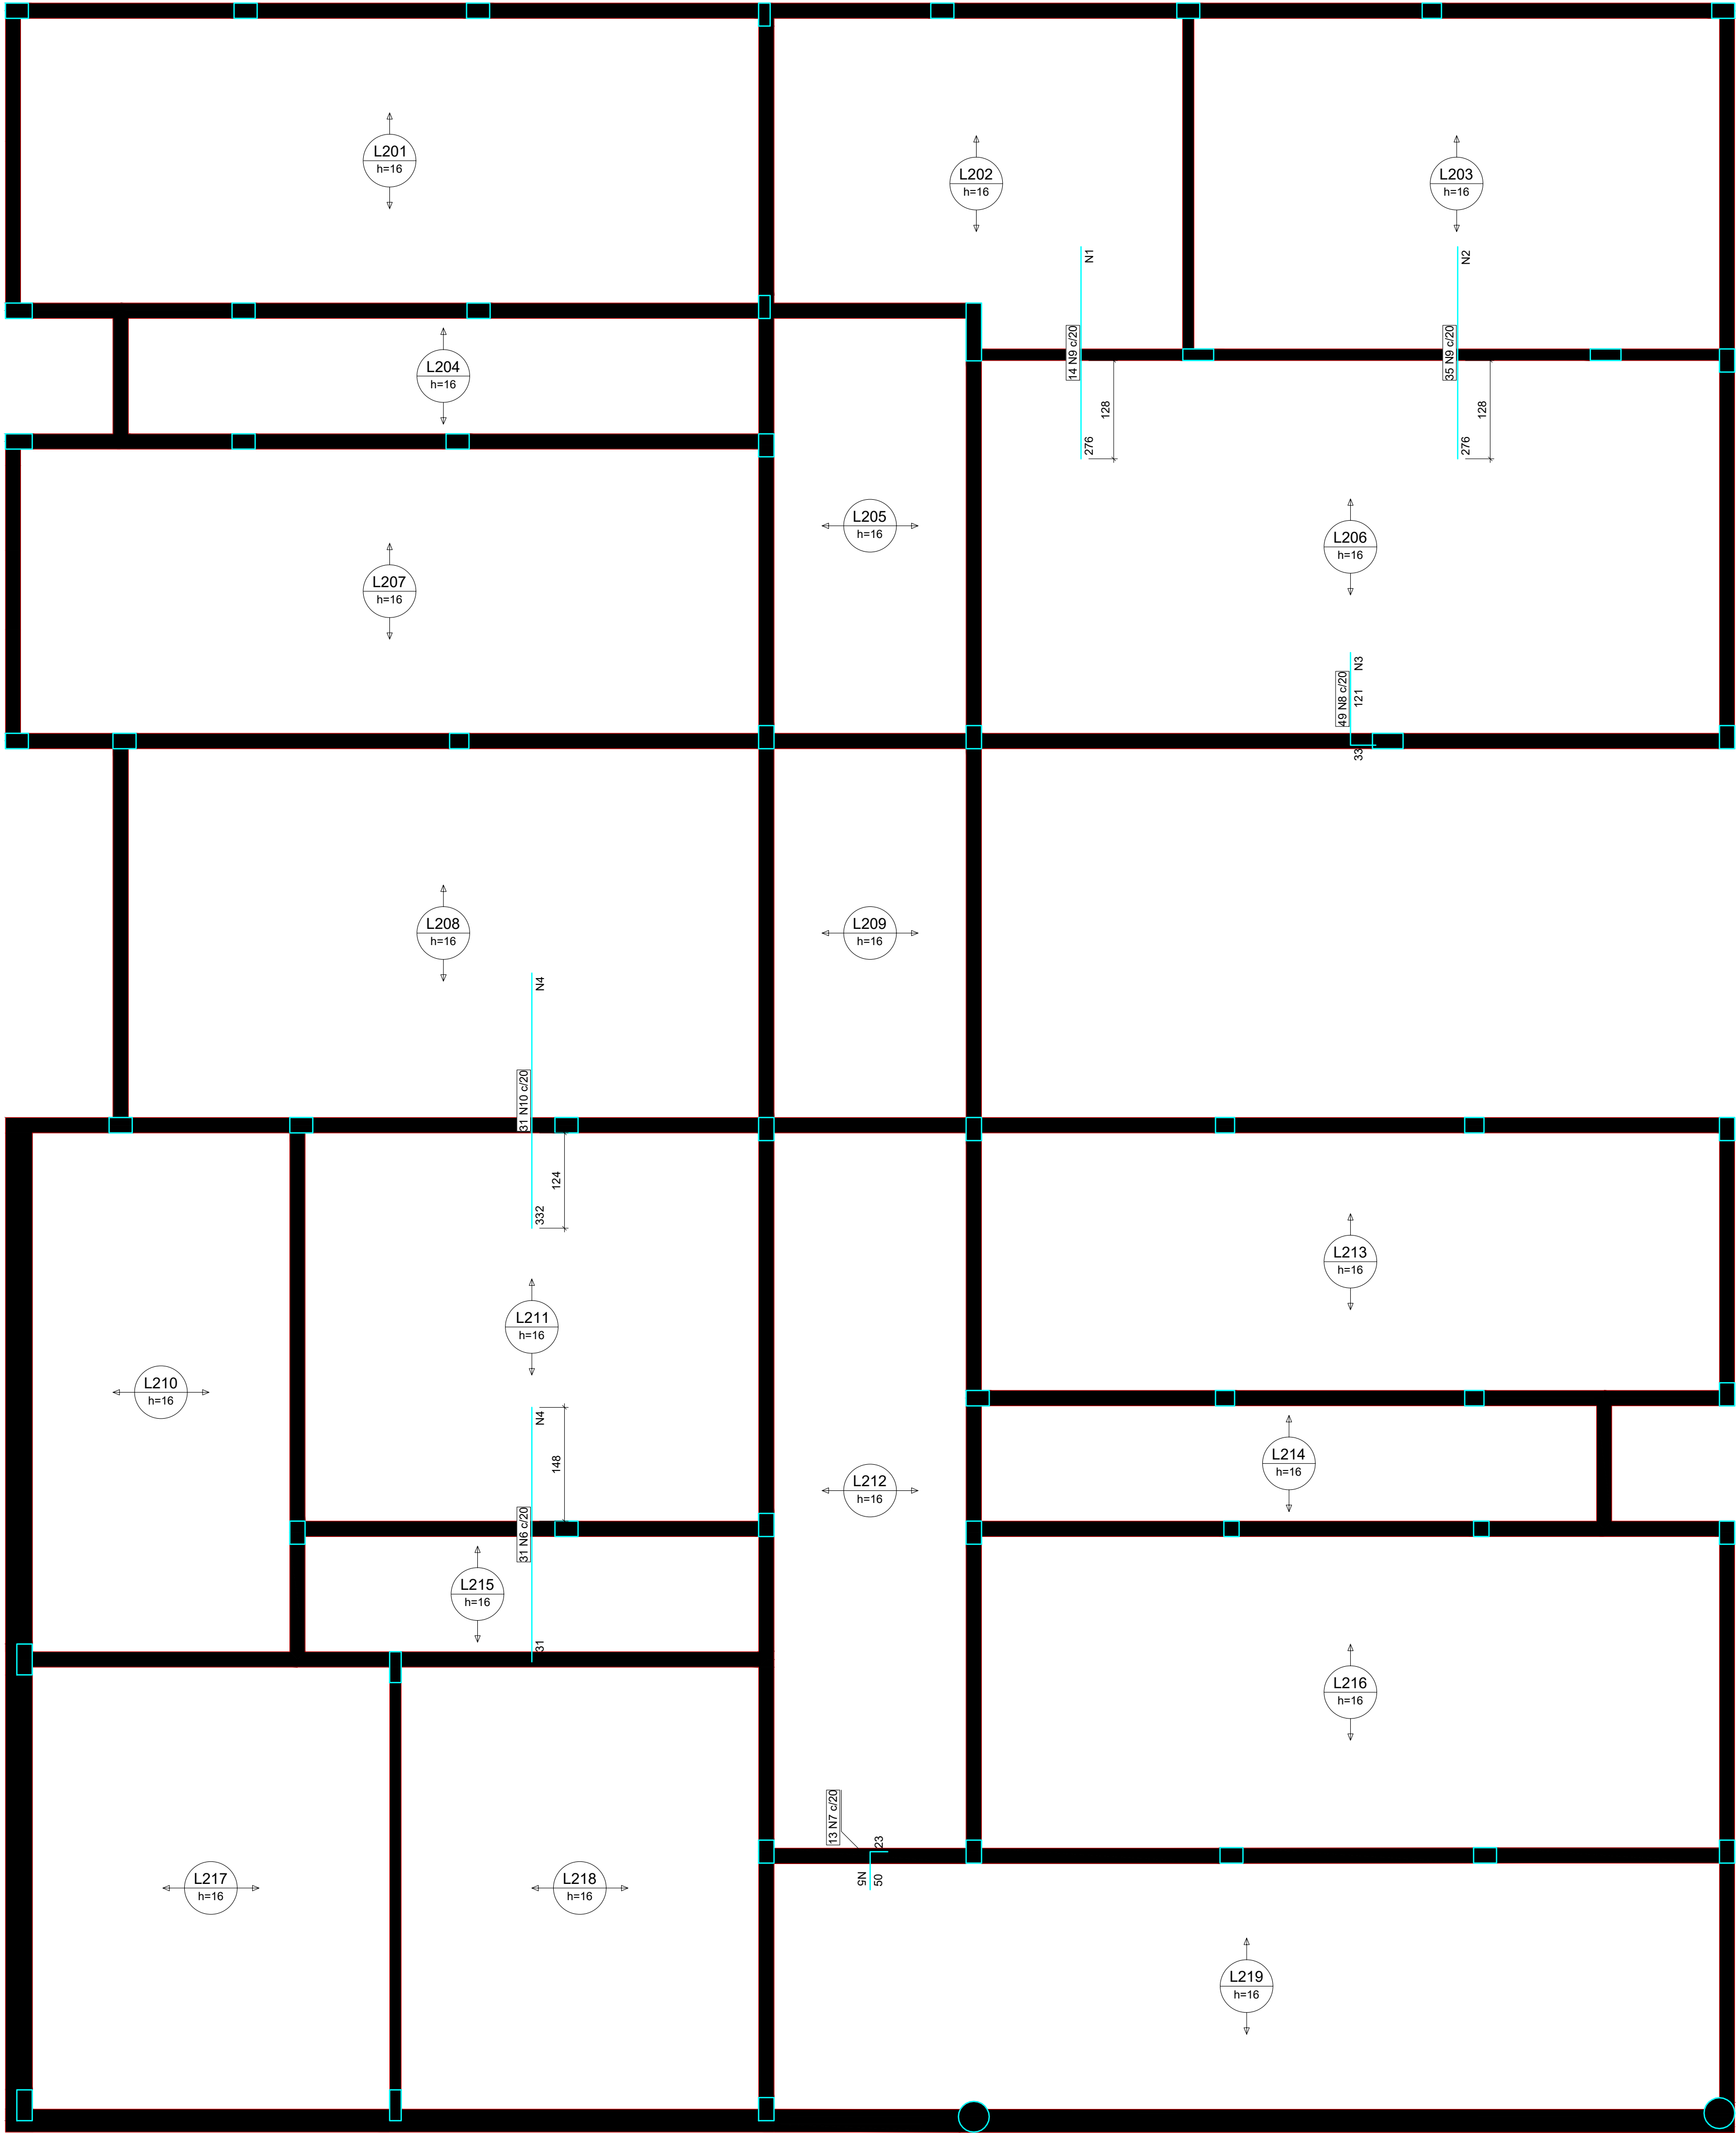 L201
h=16
L202
h=16
L203
h=16
N1
14 N9 c/20
128
276
N2
35 N9 c/20
128
276
L204
h=16
L205
h=16
L206
h=16
L207
h=16
N3
49 N8 c/20
121
33
L208
h=16
L209
h=16
N4
31 N10 c/20
124
332
L210
h=16
L211
h=16
L213
h=16
N4
148
31 N6 c/20
31
L212
h=16
L214
h=16
L215
h=16
L216
h=16
13 N7 c/20
23
N5
50
L217
h=16
L218
h=16
L219
h=16